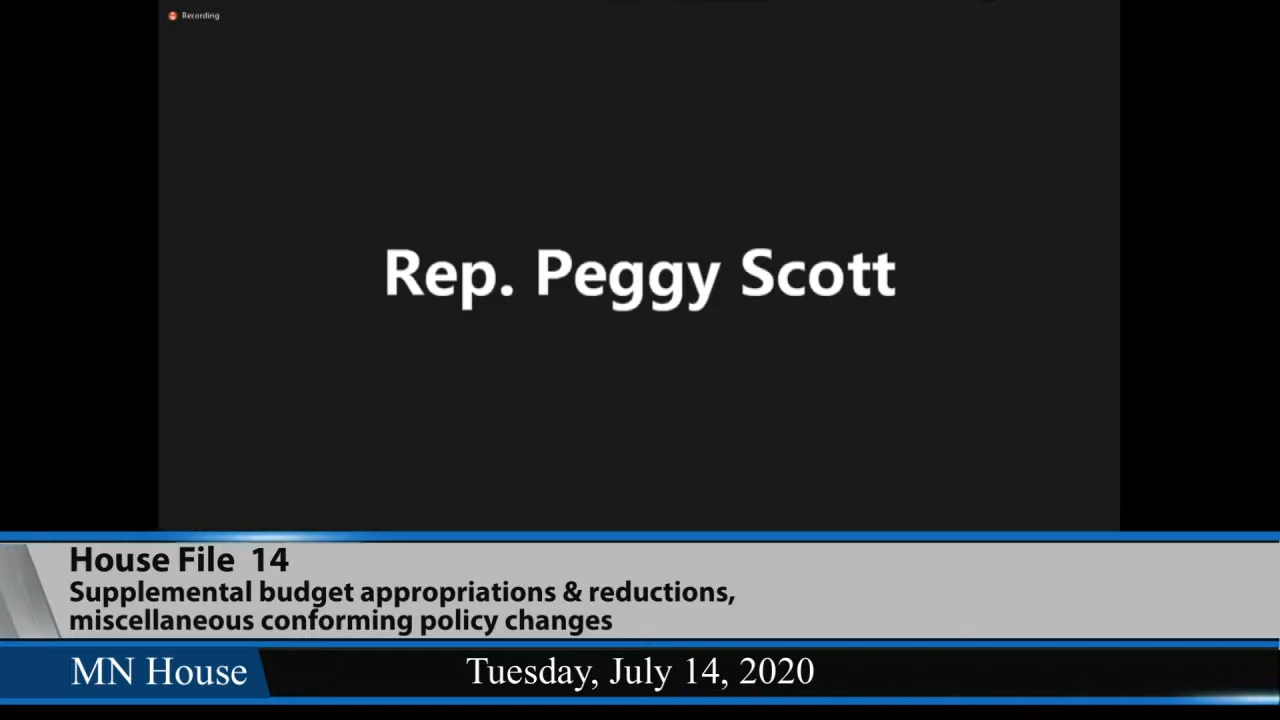 Recording
Rep. Peggy Scott
House File 14
Supplemental budget appropriations & reductions,
miscellaneous conforming policy changes
MN House
Tuesday, July 14, 2020